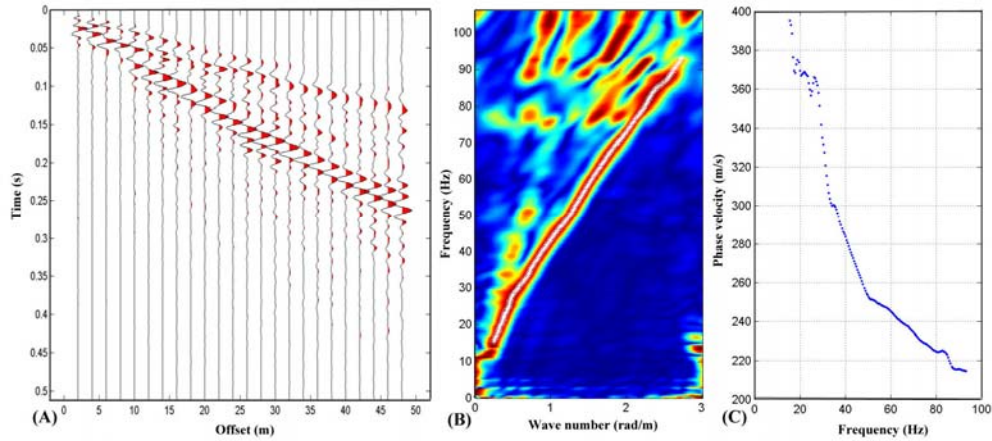 0
0.05
0.1
0.15
0.2
0.25
0.3
0.35
0.4
0.45
0.5
Time (s)
(A)
0 5 10 15 20 25 30 35 40 45 50
Offset (m)
100
90
80
70
60
50
40
30
20
10
0
Frequency (Hz)
(B)
0 1 2 3
Wave number (rad/m)
400
380
360
340
320
300
280
260
240
220
200
Phase velocity (m/s)
(C)
0 20 40 60 80 100
Frequency (Hz)